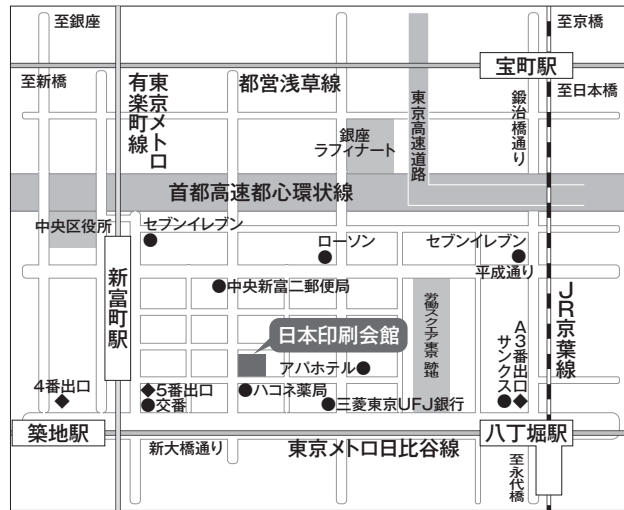 至銀座
至京橋
宝町駅
至新橋
東京メトロ
有楽町線
都営浅草線
東京高速道路
鍛冶橋通り
至日本橋
銀座
ラフィナート
首都高速都心環状線
中央区役所
セブンイレブン
ローソン
セブンイレブン
平成通り
新富町駅
中央新富二郵便局
労働スクエア東京 跡地
JR京葉線
日本印刷会館
アパホテル
A3番出口
サンクス
4番出口
5番出口
交番
ハコネ薬局
三菱東京UFJ銀行
築地駅
新大橋通り
東京メトロ日比谷線
八丁堀駅
至永代橋